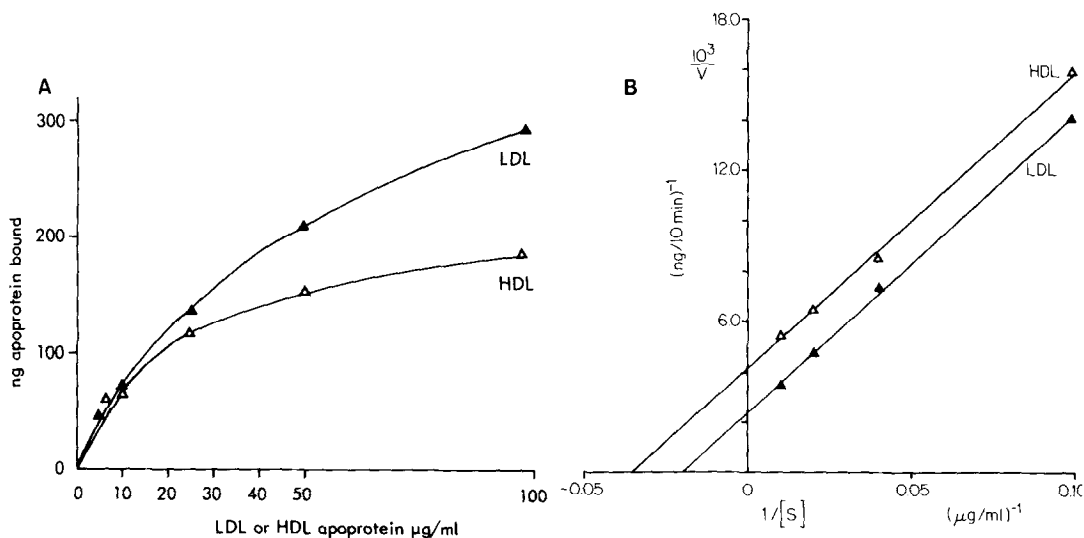 A
300
200
100
0
ng apoprotein bound
LDL
HDL
0 10 20 30 40 50 100
LDL or HDL apoprotein µg/ml
B
18.0
10³
V
12.0
6.0
(ng/10 min)⁻¹
HDL
LDL
-0.05 0 0.05 0.10
1/[S] (µg/ml)⁻¹